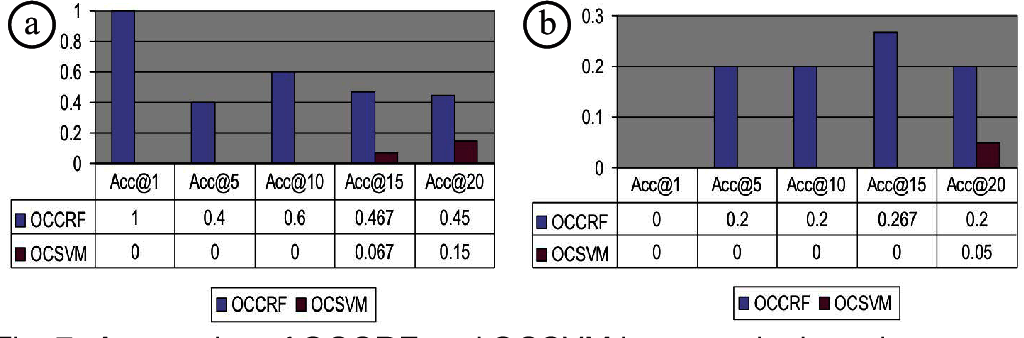 a
1
0.8
0.6
0.4
0.2
0
Acc@1 Acc@5 Acc@10 Acc@15 Acc@20
OCCRF 1 0.4 0.6 0.467 0.45
OCSVM 0 0 0 0.067 0.15
OCCRF OCSVM
b
0.3
0.2
0.1
0
Acc@1 Acc@5 Acc@10 Acc@15 Acc@20
OCCRF 0 0.2 0.2 0.267 0.2
OCSVM 0 0 0 0 0.05
OCCRF OCSVM